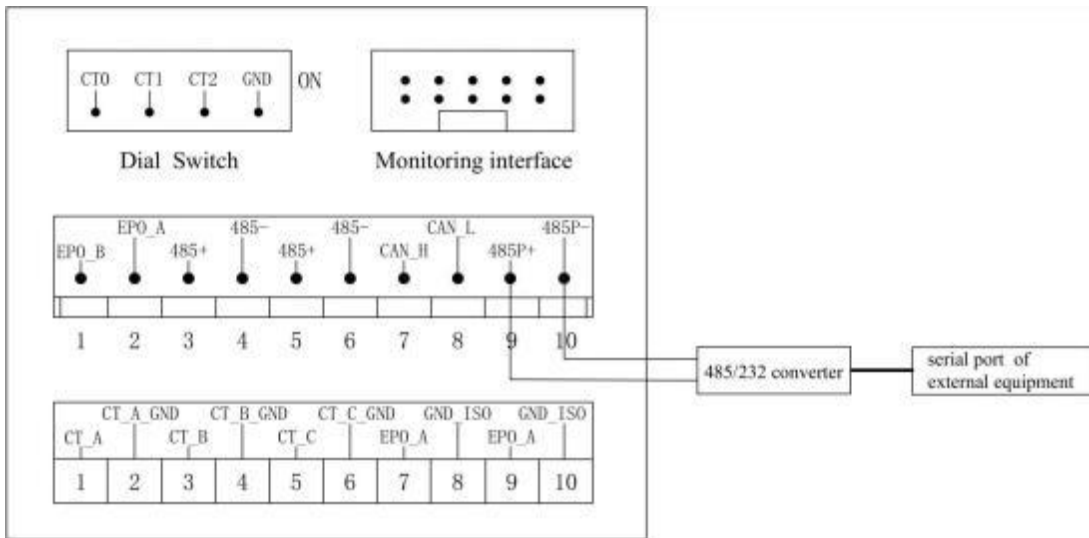 CT0 CT1 CT2 GND ON
Dial Switch Monitoring interface
EPO_A 485- 485- CAN_L 485P-
EPO_B 485+ 485+ CAN_H 485P+
1 2 3 4 5 6 7 8 9 10
485/232 converter
serial port of
external equipment
CT_A_GND CT_B_GND CT_C_GND GND_ISO GND_ISO
CT_A CT_B CT_C EPO_A EPO_A
1 2 3 4 5 6 7 8 9 10